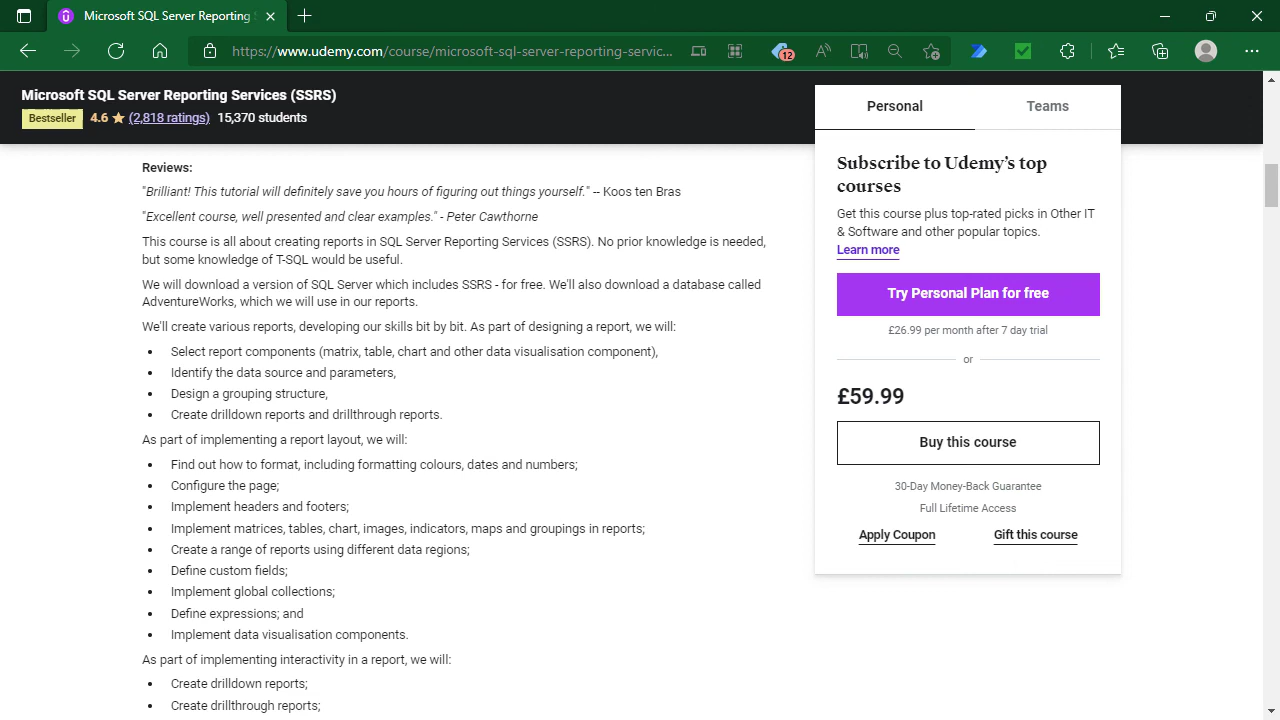 Microsoft SQL Server Reporting
https://www.udemy.com/course/microsoft-sql-server-reporting-servic...
12
Microsoft SQL Server Reporting Services (SSRS)
Bestseller 4.6 ★ (2,818 ratings) 15,370 students
Reviews:
"Brilliant! This tutorial will definitely save you hours of figuring out things yourself." -- Koos ten Bras
"Excellent course, well presented and clear examples." - Peter Cawthorne
This course is all about creating reports in SQL Server Reporting Services (SSRS). No prior knowledge is needed,
but some knowledge of T-SQL would be useful.
We will download a version of SQL Server which includes SSRS - for free. We'll also download a database called
AdventureWorks, which we will use in our reports.
We'll create various reports, developing our skills bit by bit. As part of designing a report, we will:
• Select report components (matrix, table, chart and other data visualisation component),
• Identify the data source and parameters,
• Design a grouping structure,
• Create drilldown reports and drillthrough reports.
As part of implementing a report layout, we will:
• Find out how to format, including formatting colours, dates and numbers;
• Configure the page;
• Implement headers and footers;
• Implement matrices, tables, chart, images, indicators, maps and groupings in reports;
• Create a range of reports using different data regions;
• Define custom fields;
• Implement global collections;
• Define expressions; and
• Implement data visualisation components.
As part of implementing interactivity in a report, we will:
• Create drilldown reports;
• Create drillthrough reports;
Personal Teams
Subscribe to Udemy's top
courses
Get this course plus top-rated picks in Other IT
& Software and other popular topics.
Learn more
Try Personal Plan for free
£26.99 per month after 7 day trial
or
£59.99
Buy this course
30-Day Money-Back Guarantee
Full Lifetime Access
Apply Coupon Gift this course